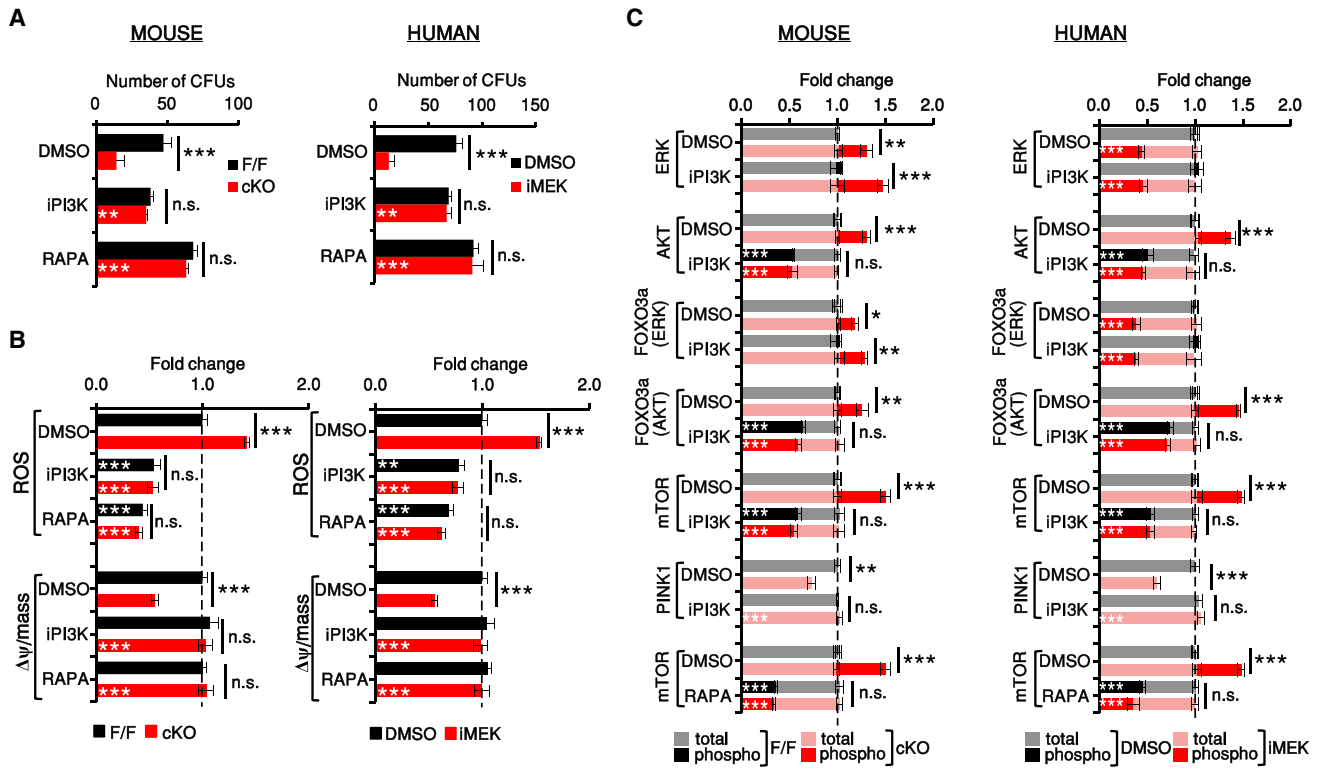 A
MOUSE
Number of CFUs
0 50 100
DMSO
***
iPI3K
**
n.s.
RAPA
***
n.s.
F/F
cKO
HUMAN
Number of CFUs
0 50 100 150
DMSO
***
iPI3K
**
n.s.
RAPA
***
n.s.
DMSO
iMEK
B
Fold change
0.0 1.0 2.0
ROS
DMSO
***
iPI3K
***
***
n.s.
RAPA
***
***
n.s.
Δψ/mass
DMSO
***
iPI3K
***
n.s.
RAPA
***
n.s.
F/F cKO
Fold change
0.0 1.0 2.0
ROS
DMSO
***
iPI3K
**
***
n.s.
RAPA
***
***
n.s.
Δψ/mass
DMSO
***
iPI3K
***
n.s.
RAPA
***
n.s.
DMSO iMEK
C
MOUSE
Fold change
0.0 0.5 1.0 1.5 2.0
ERK
DMSO
**
iPI3K
***
AKT
DMSO
***
iPI3K
***
***
n.s.
FOXO3a
(ERK)
DMSO
*
iPI3K
**
FOXO3a
(AKT)
DMSO
**
iPI3K
***
***
n.s.
mTOR
DMSO
***
iPI3K
***
***
n.s.
PINK1
DMSO
**
iPI3K
***
n.s.
mTOR
DMSO
***
RAPA
***
***
n.s.
total
phospho
F/F
total
phospho
cKO
HUMAN
Fold change
0.0 0.5 1.0 1.5 2.0
ERK
DMSO
***
iPI3K
***
AKT
DMSO
***
iPI3K
***
***
n.s.
FOXO3a
(ERK)
DMSO
***
iPI3K
***
FOXO3a
(AKT)
DMSO
***
iPI3K
***
***
n.s.
mTOR
DMSO
***
iPI3K
***
***
n.s.
PINK1
DMSO
***
iPI3K
***
n.s.
mTOR
DMSO
***
RAPA
***
***
n.s.
total
phospho
DMSO
total
phospho
iMEK